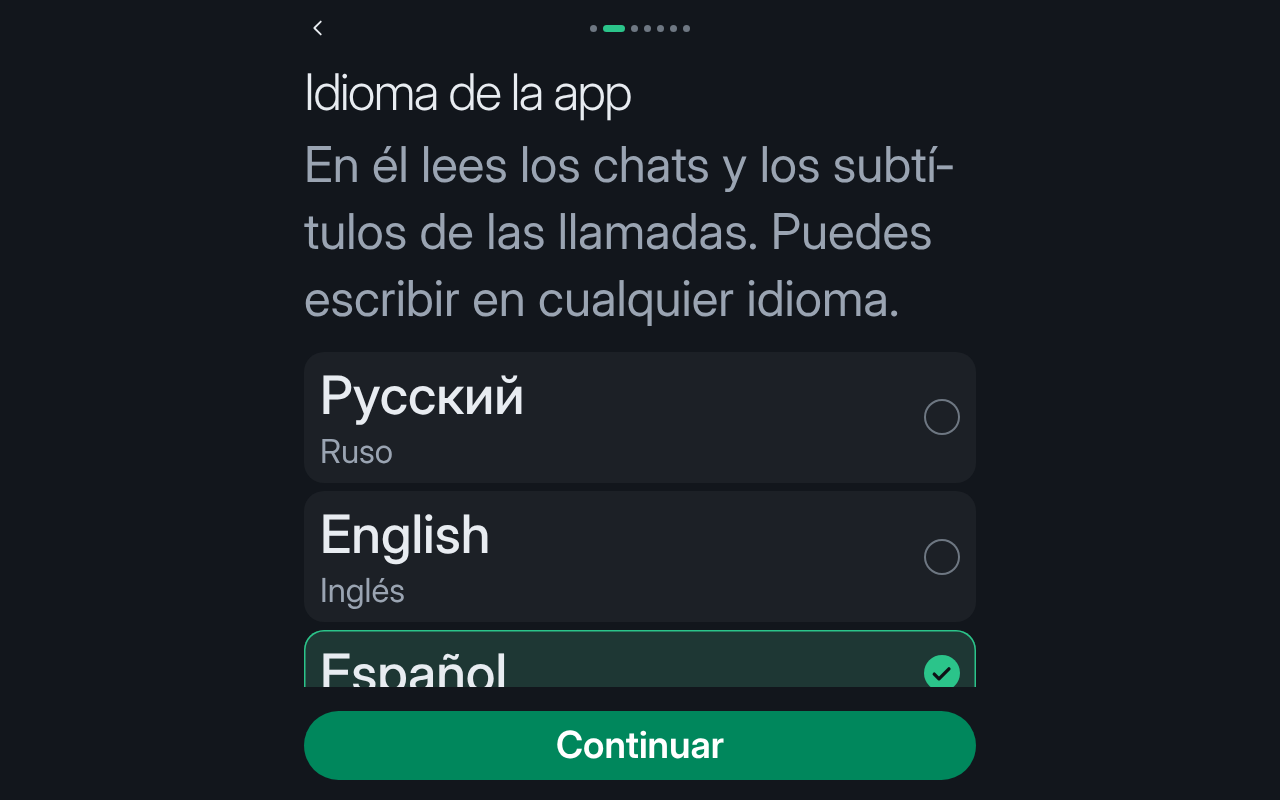 Idioma de la app
En él lees los chats y los subtí-
tulos de las llamadas. Puedes
escribir en cualquier idioma.
Русский
Ruso
English
Inglés
Español
Continuar